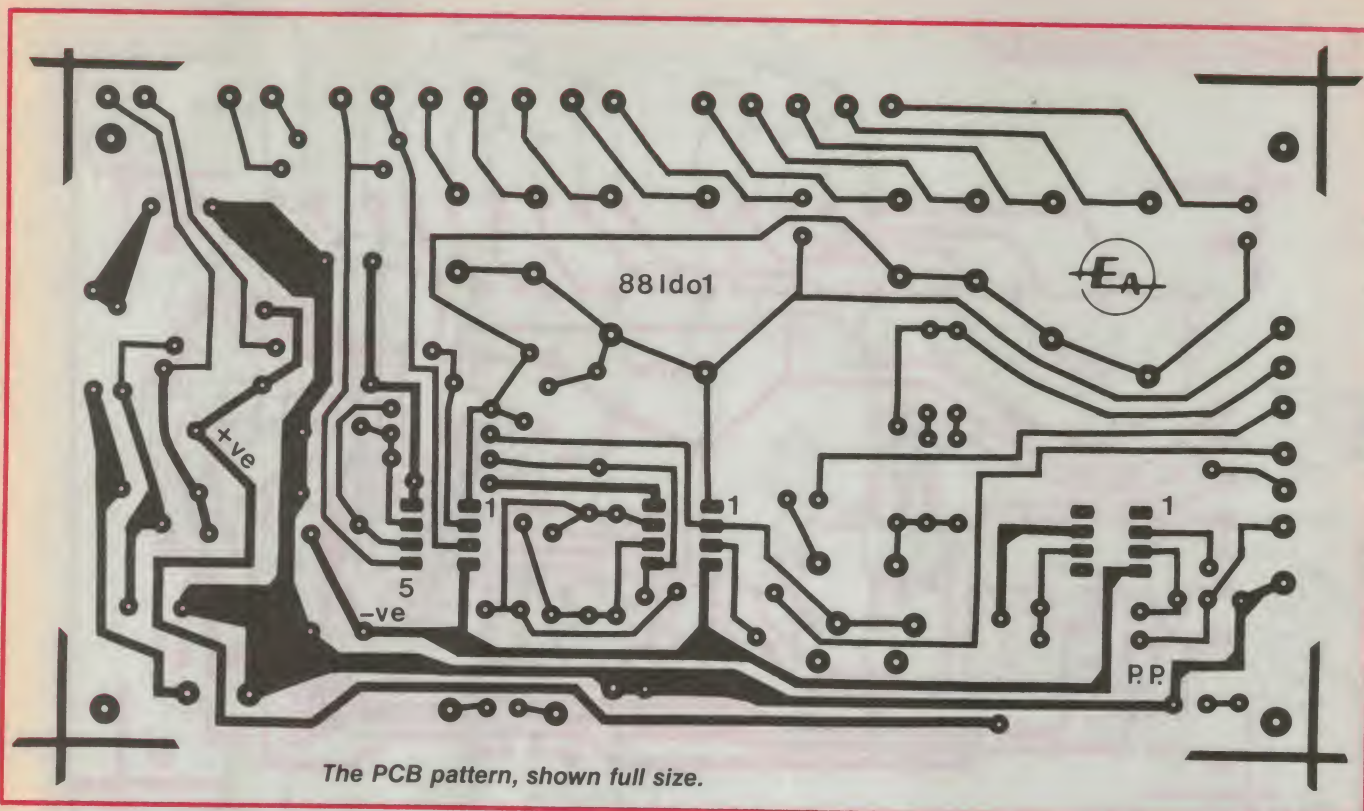 88ldo1
EA
+ve
1
1
1
5
-ve
P.P.
The PCB pattern, shown full size.